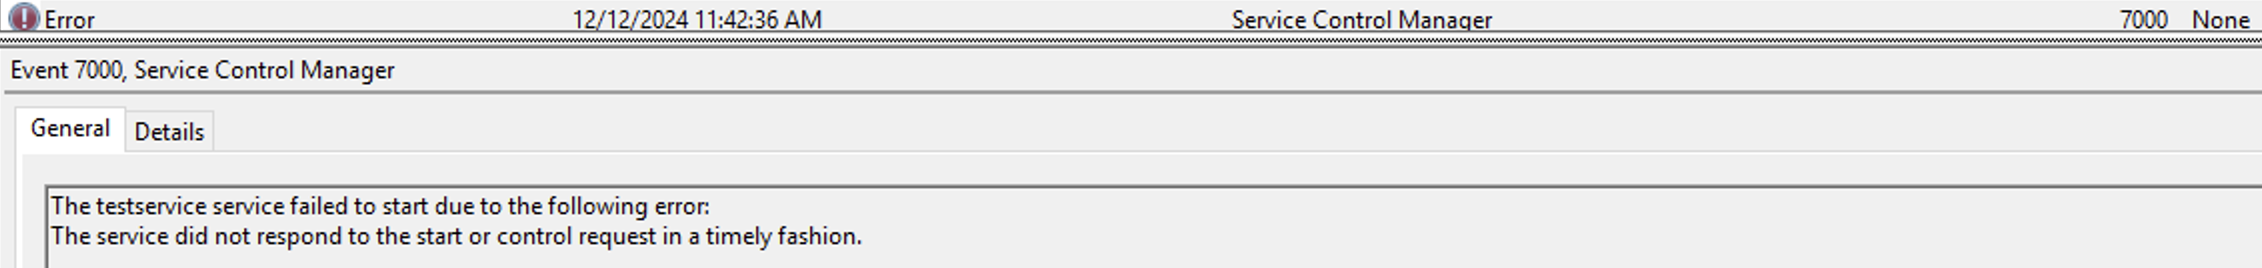 Error 12/12/2024 11:42:36 AM Service Control Manager 7000 None
Event 7000, Service Control Manager
General Details
The testservice service failed to start due to the following error:
The service did not respond to the start or control request in a timely fashion.